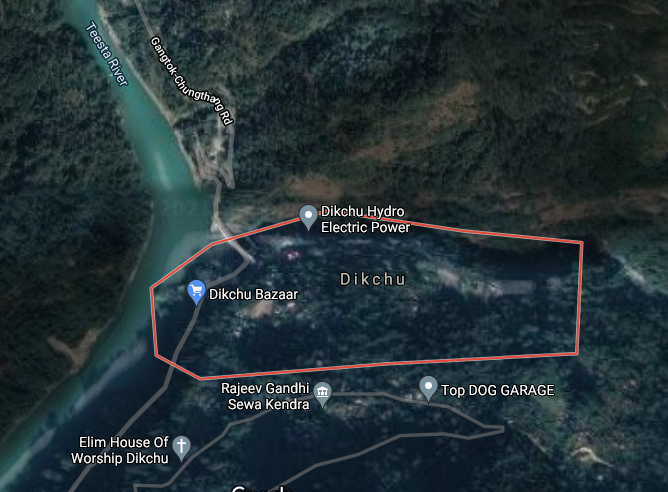 Teesta River
Gangtok-Chungthang Rd
Dikchu Hydro
Electric Power
Dikchu
Dikchu Bazaar
Rajeev Gandhi
Sewa Kendra
Top DOG GARAGE
Elim House Of
Worship Dikchu